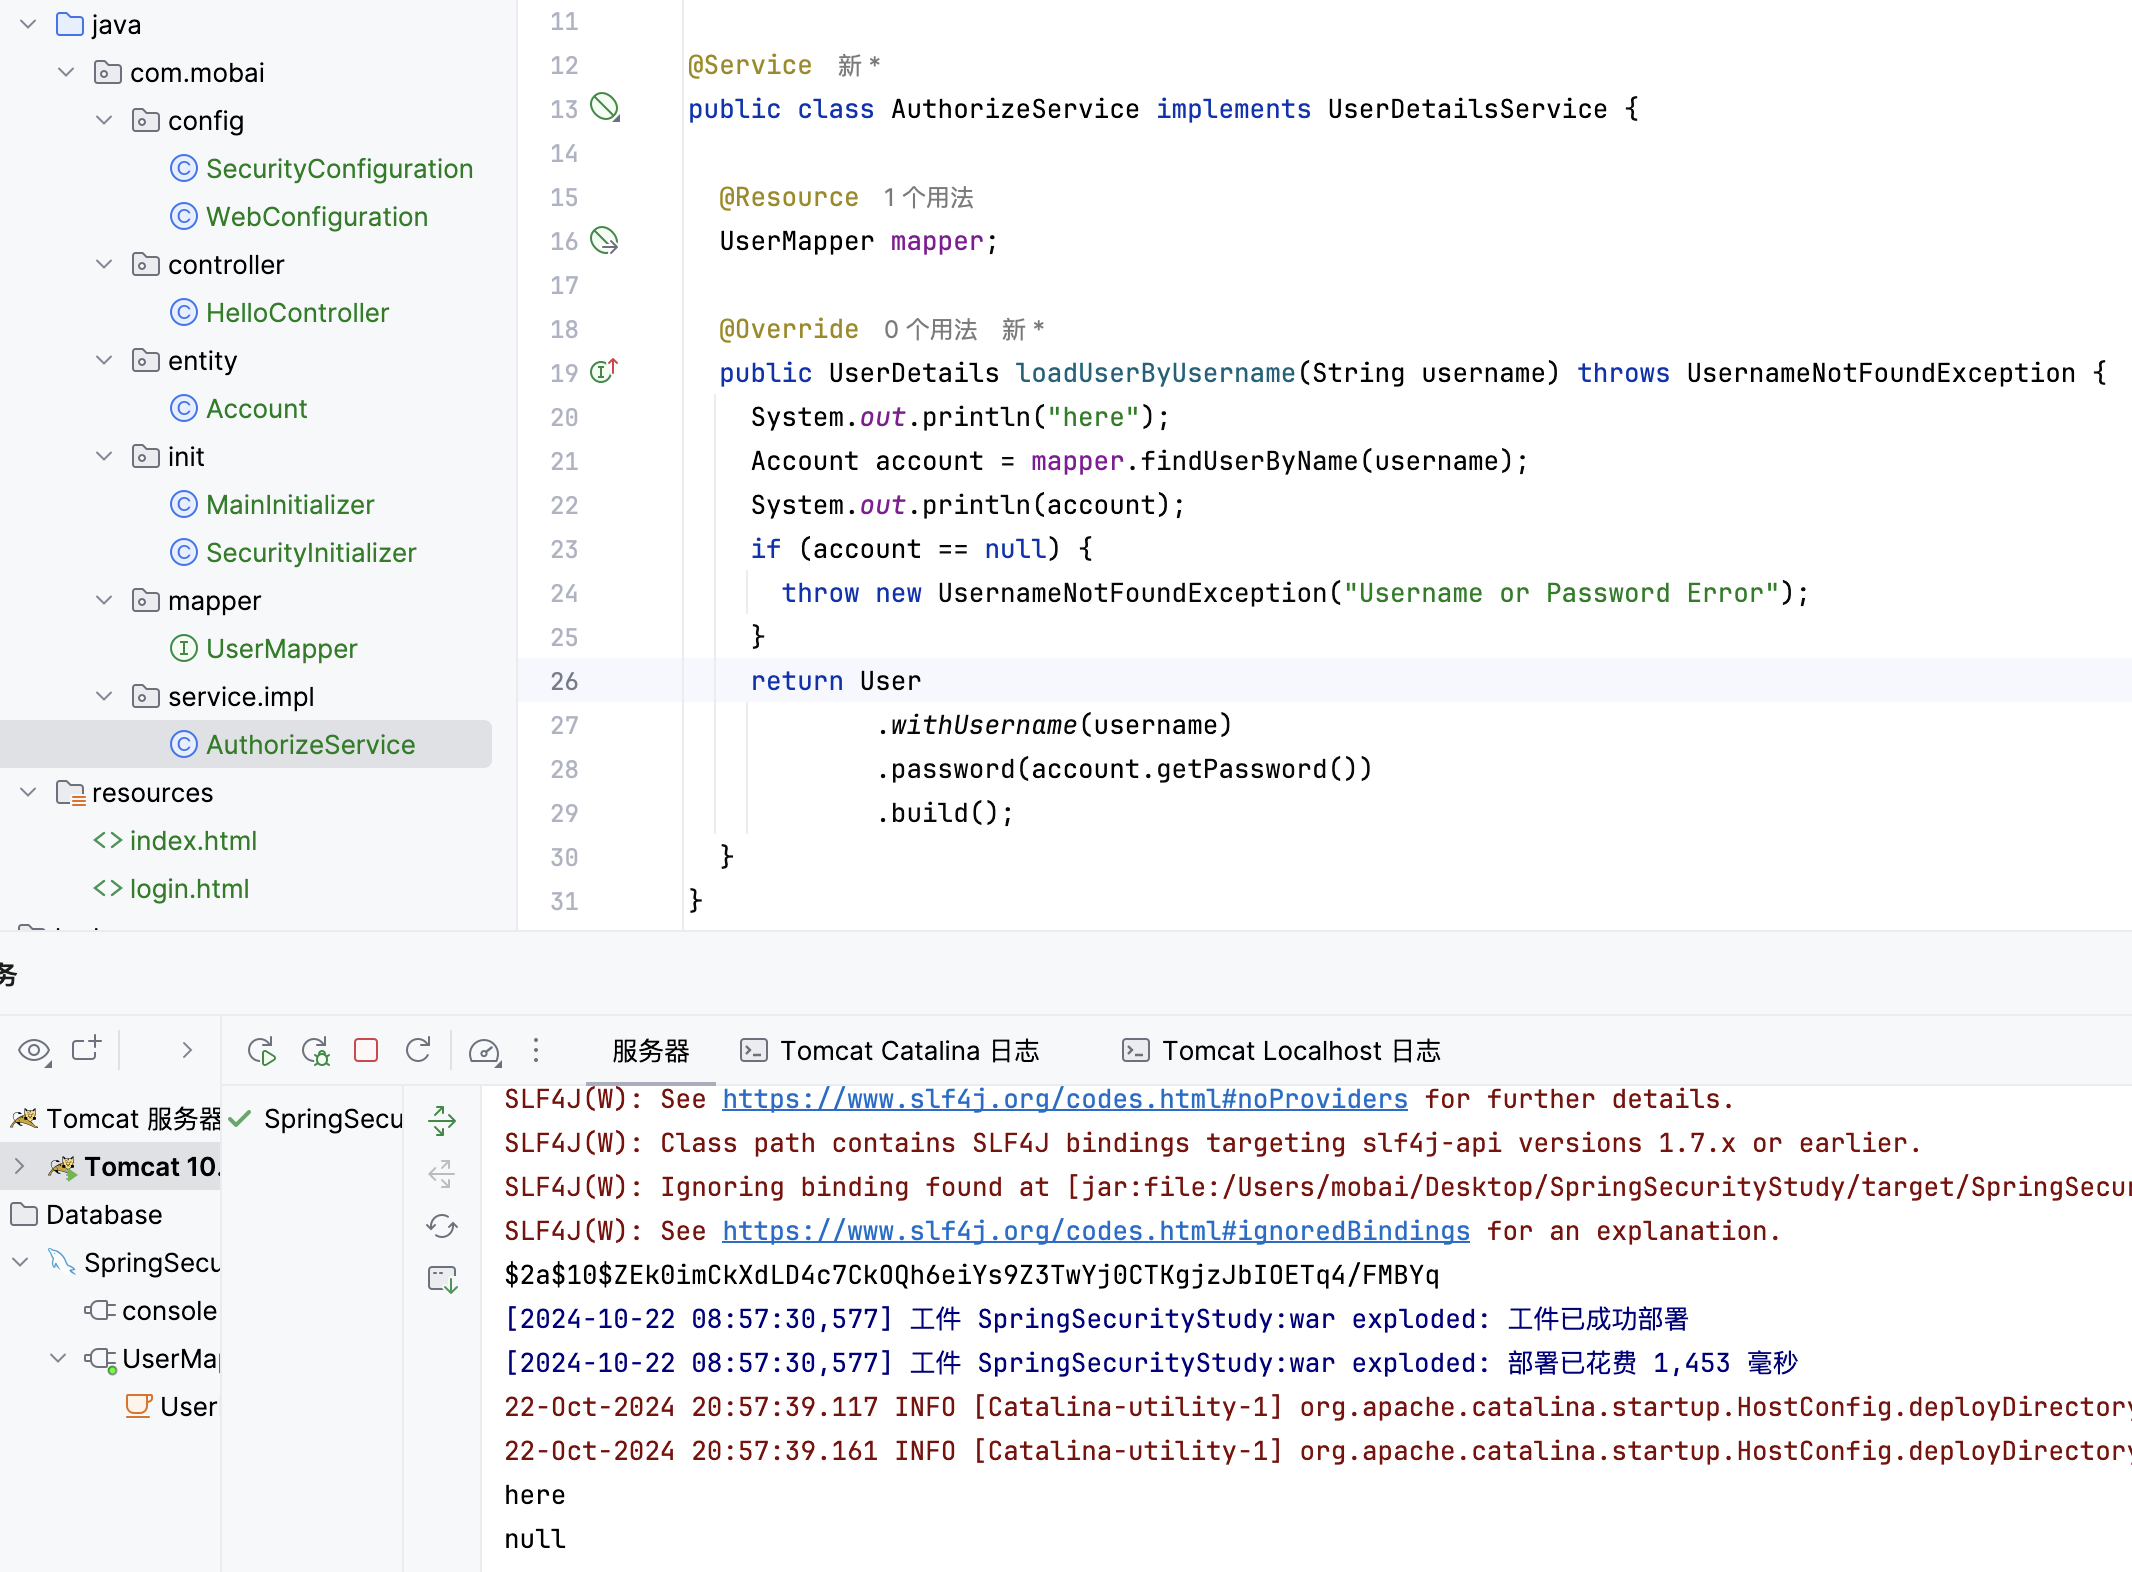 java
com.mobai
config
SecurityConfiguration
WebConfiguration
controller
HelloController
entity
Account
init
MainInitializer
SecurityInitializer
mapper
UserMapper
service.impl
AuthorizeService
resources
index.html
login.html
11
12 @Service 新 *
13 public class AuthorizeService implements UserDetailsService {
14
15 @Resource 1 个用法
16 UserMapper mapper;
17
18 @Override 0 个用法 新 *
19 public UserDetails loadUserByUsername(String username) throws UsernameNotFoundException {
20 System.out.println("here");
21 Account account = mapper.findUserByName(username);
22 System.out.println(account);
23 if (account == null) {
24 throw new UsernameNotFoundException("Username or Password Error");
25 }
26 return User
27 .withUsername(username)
28 .password(account.getPassword())
29 .build();
30 }
31 }
务
服务器 Tomcat Catalina 日志 Tomcat Localhost 日志
Tomcat 服务器
Tomcat 10.
Database
SpringSecu
console
UserMap
User
SpringSecu
SLF4J(W): See https://www.slf4j.org/codes.html#noProviders for further details.
SLF4J(W): Class path contains SLF4J bindings targeting slf4j-api versions 1.7.x or earlier.
SLF4J(W): Ignoring binding found at [jar:file:/Users/mobai/Desktop/SpringSecurityStudy/target/SpringSecur
SLF4J(W): See https://www.slf4j.org/codes.html#ignoredBindings for an explanation.
$2a$10$ZEk0imCkXdLD4c7CkOQh6eiYs9Z3TwYj0CTKgjzJbIOETq4/FMBYq
[2024-10-22 08:57:30,577] 工件 SpringSecurityStudy:war exploded: 工件已成功部署
[2024-10-22 08:57:30,577] 工件 SpringSecurityStudy:war exploded: 部署已花费 1,453 毫秒
22-Oct-2024 20:57:39.117 INFO [Catalina-utility-1] org.apache.catalina.startup.HostConfig.deployDirectory
22-Oct-2024 20:57:39.161 INFO [Catalina-utility-1] org.apache.catalina.startup.HostConfig.deployDirectory
here
null